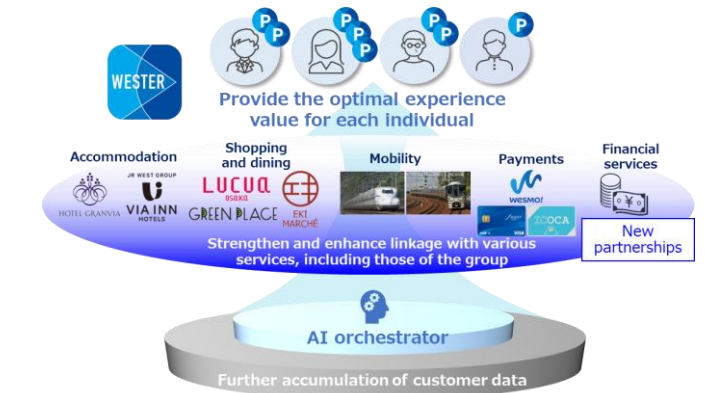 P
P
P
P
P
P
P
P
WESTER
Provide the optimal experience
value for each individual
Accommodation
Shopping
and dining
Mobility
Payments
Financial
services
HOTEL GRANVIA
JR WEST GROUP
VIA INN
HOTELS
LUCUA
OSAKA
GREEN PLACE
EKI
MARCHÉ
WESMO!
VISA
ICOCA
New
partnerships
Strengthen and enhance linkage with various
services, including those of the group
AI orchestrator
Further accumulation of customer data